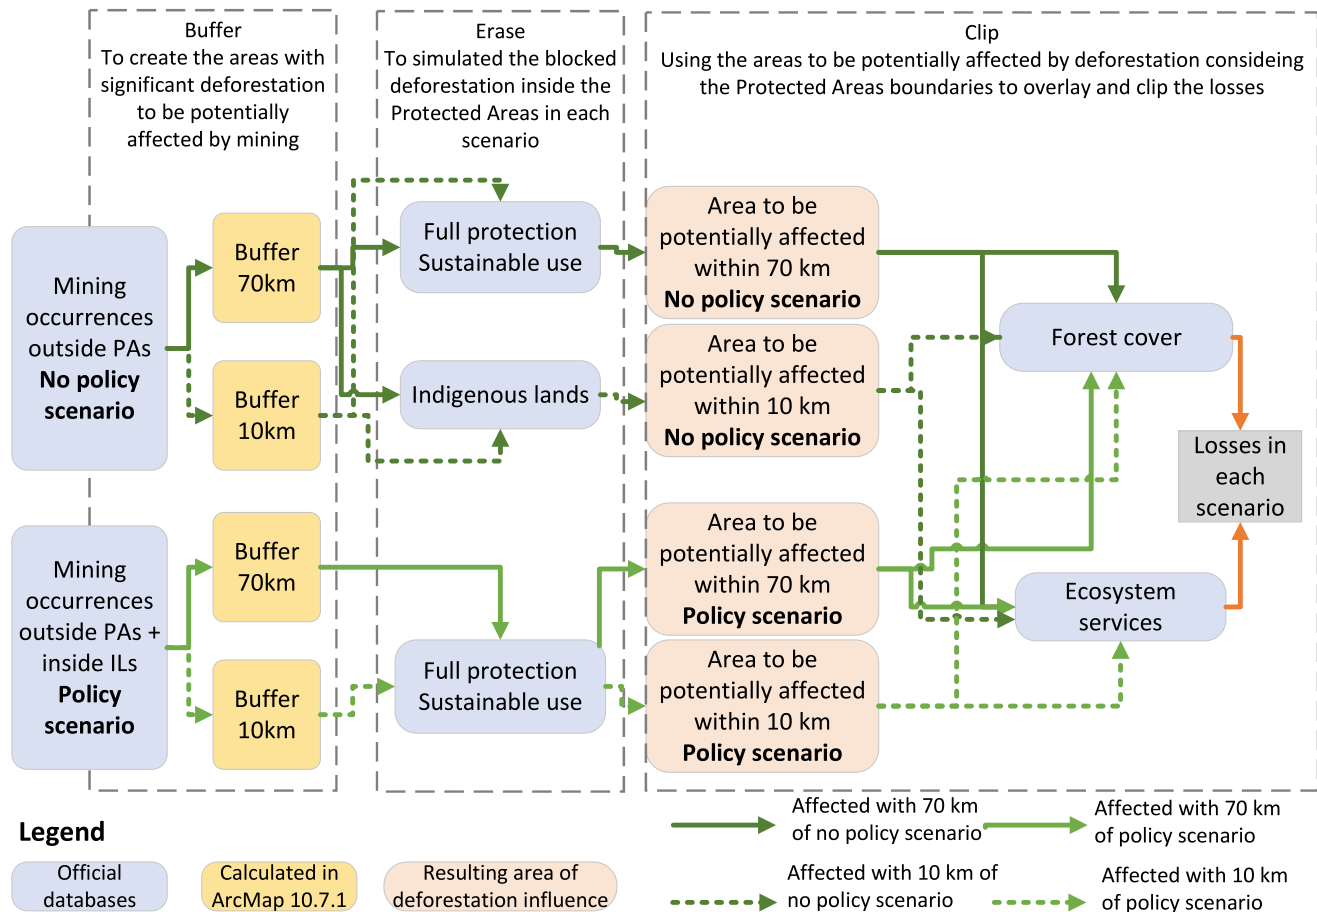 Buffer
To create the areas with
significant deforestation
to be potentially
affected by mining
Erase
To simulated the blocked
deforestation inside the
Protected Areas in each
scenario
Clip
Using the areas to be potentially affected by deforestation consideing
the Protected Areas boundaries to overlay and clip the losses
Mining
occurrences
outside PAs
No policy
scenario
Buffer
70km
Buffer
10km
Full protection
Sustainable use
Indigenous lands
Area to be
potentially affected
within 70 km
No policy scenario
Area to be
potentially affected
within 10 km
No policy scenario
Forest cover
Losses in
each
scenario
Mining
occurrences
outside PAs +
inside ILs
Policy
scenario
Buffer
70km
Buffer
10km
Full protection
Sustainable use
Area to be
potentially affected
within 70 km
Policy scenario
Area to be
potentially affected
within 10 km
Policy scenario
Ecosystem
services
Legend
Official
databases
Calculated in
ArcMap 10.7.1
Resulting area of
deforestation influence
Affected with 70 km
of no policy scenario
Affected with 70 km
of policy scenario
Affected with 10 km of
no policy scenario
Affected with 10 km
of policy scenario